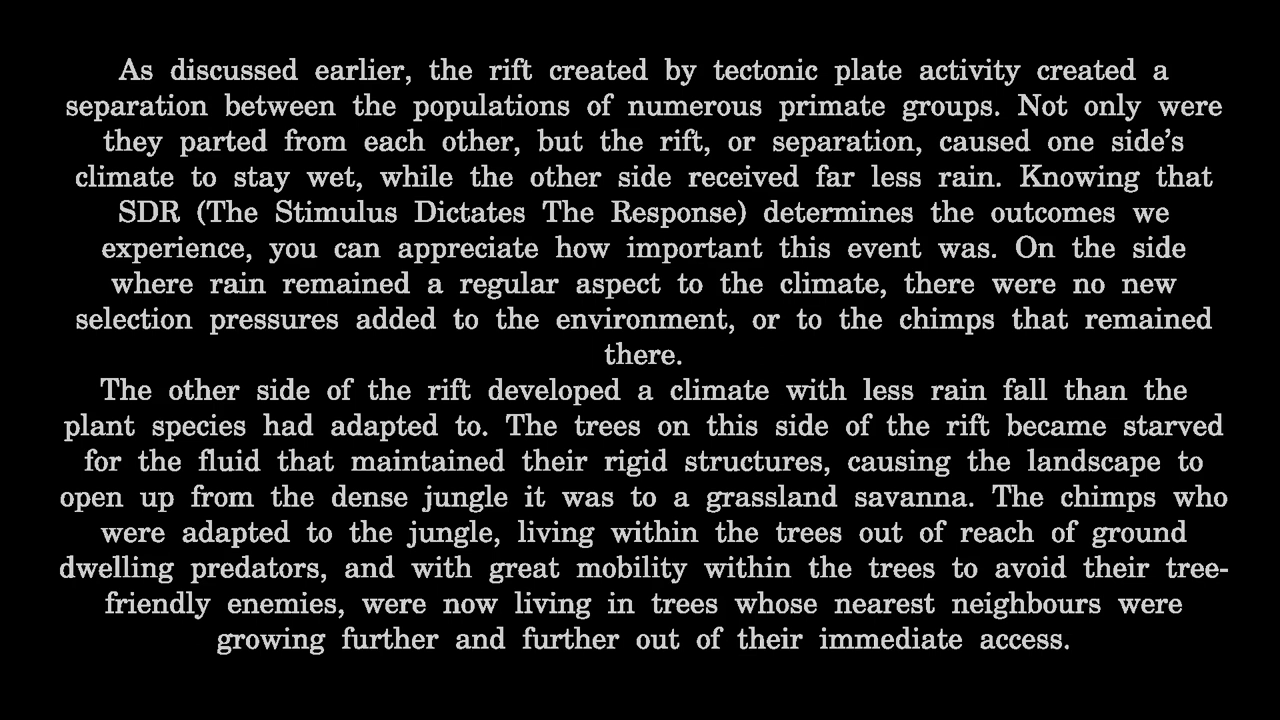 As discussed earlier, the rift created by tectonic plate activity created a
separation between the populations of numerous primate groups. Not only were
they parted from each other, but the rift, or separation, caused one side’s
climate to stay wet, while the other side received far less rain. Knowing that
SDR (The Stimulus Dictates The Response) determines the outcomes we
experience, you can appreciate how important this event was. On the side
where rain remained a regular aspect to the climate, there were no new
selection pressures added to the environment, or to the chimps that remained
there.
The other side of the rift developed a climate with less rain fall than the
plant species had adapted to. The trees on this side of the rift became starved
for the fluid that maintained their rigid structures, causing the landscape to
open up from the dense jungle it was to a grassland savanna. The chimps who
were adapted to the jungle, living within the trees out of reach of ground
dwelling predators, and with great mobility within the trees to avoid their tree-
friendly enemies, were now living in trees whose nearest neighbours were
growing further and further out of their immediate access.